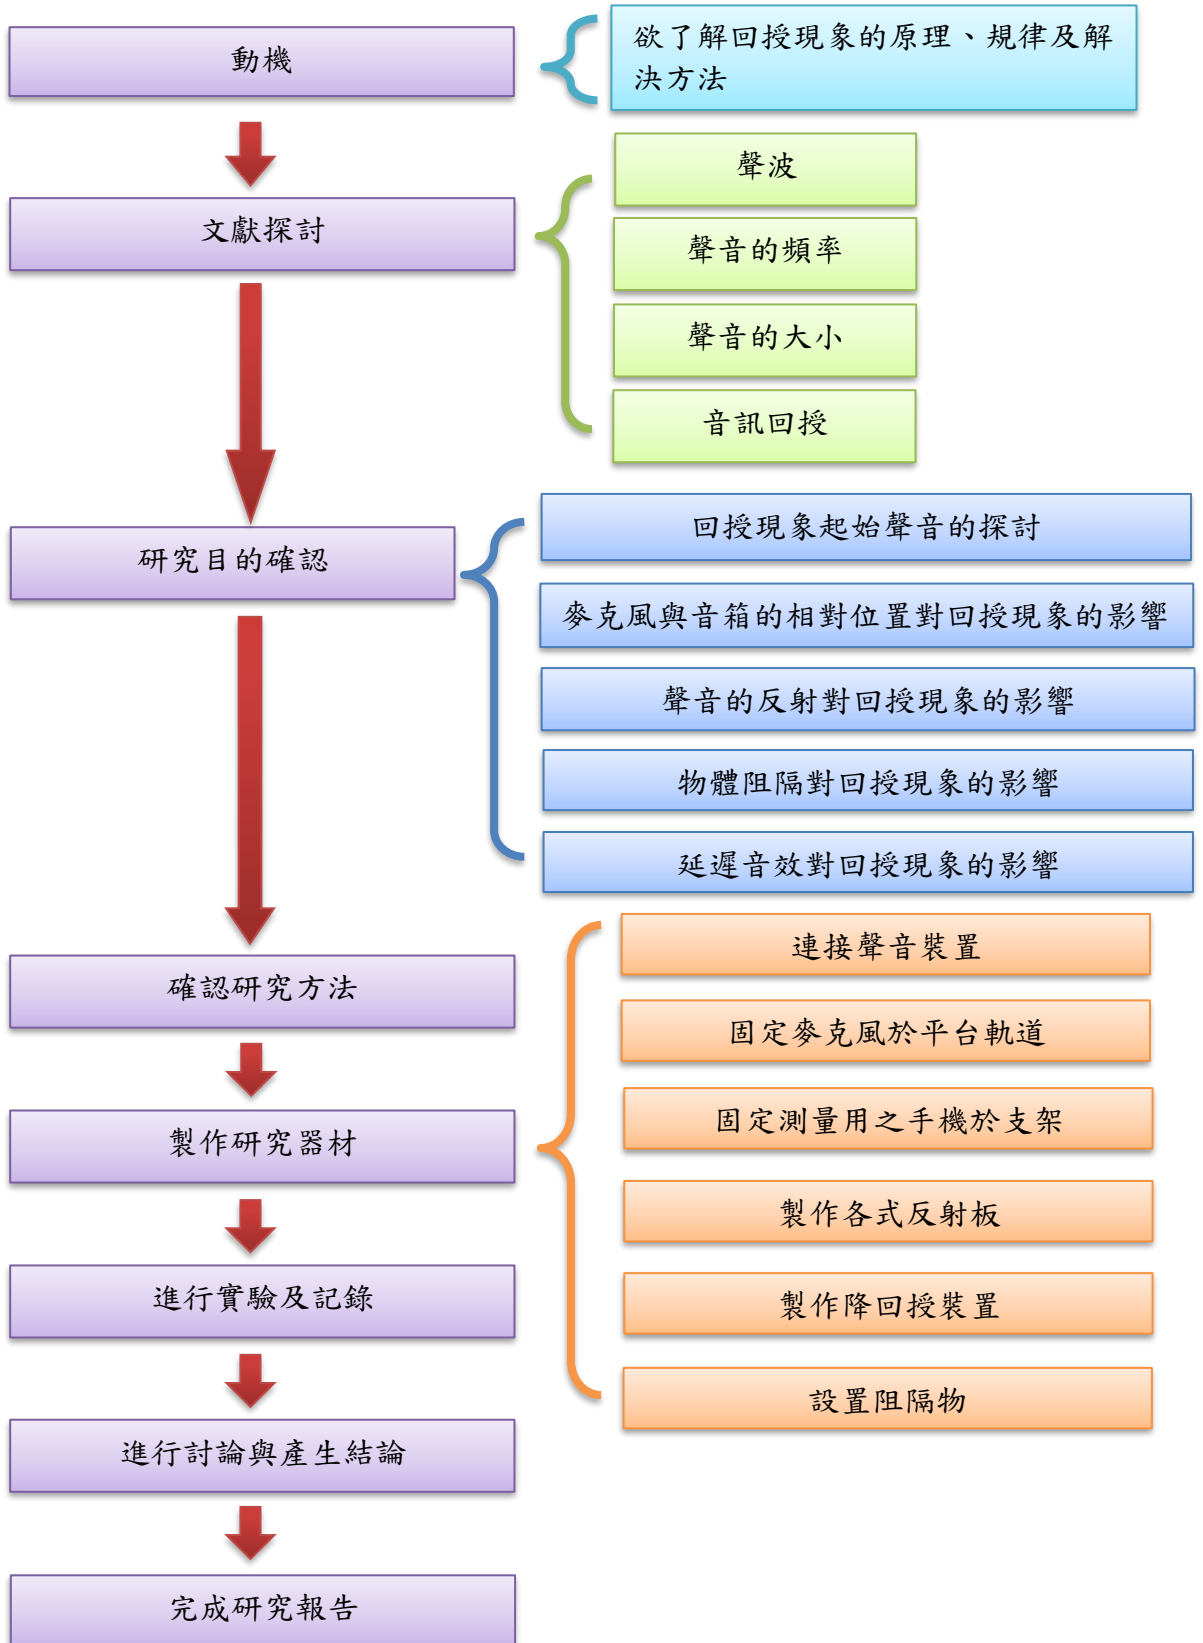 動機
欲了解回授現象的原理、規律及解
決方法
文獻探討
聲波
聲音的頻率
聲音的大小
音訊回授
研究目的確認
回授現象起始聲音的探討
麥克風與音箱的相對位置對回授現象的影響
聲音的反射對回授現象的影響
物體阻隔對回授現象的影響
延遲音效對回授現象的影響
確認研究方法
製作研究器材
連接聲音裝置
固定麥克風於平台軌道
固定測量用之手機於支架
製作各式反射板
製作降回授裝置
設置阻隔物
進行實驗及記錄
進行討論與產生結論
完成研究報告